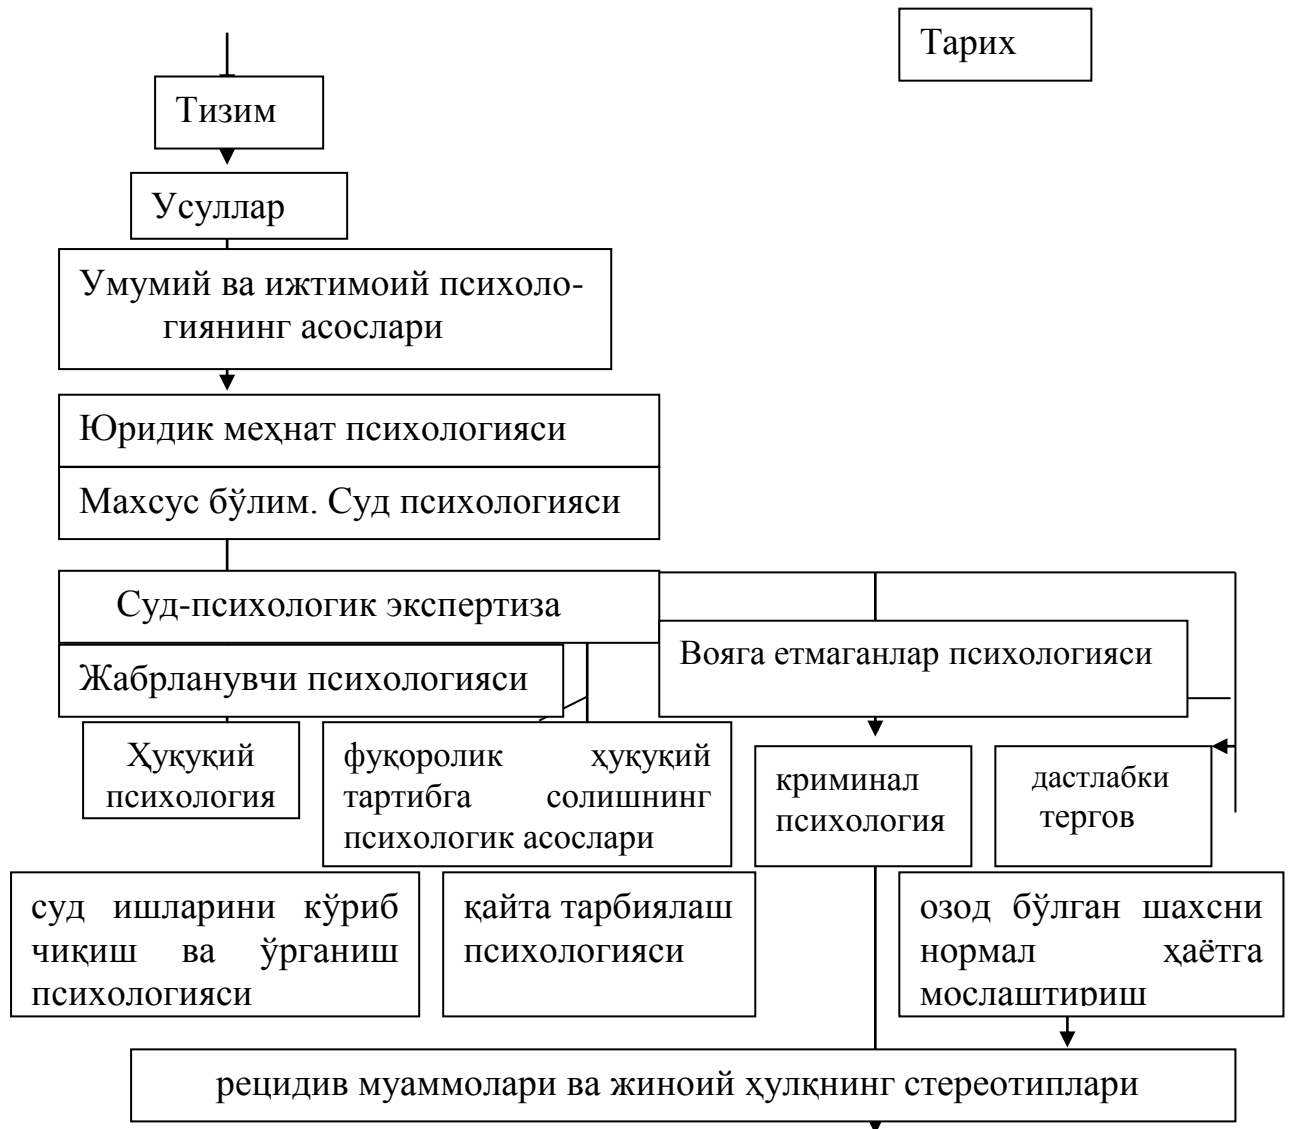 Тарих
Тизим
Усуллар
Умумий ва ижтимоий психоло-
гиянинг асослари
Юридик меҳнат психологияси
Махсус бўлим. Суд психологияси
Суд-психологик экспертиза
Вояга етмаганлар психологияси
Жабрланувчи психологияси
Ҳуқуқий
психология
фуқоролик ҳуқуқий
тартибга солишнинг
психологик асослари
криминал
психология
дастлабки
тергов
суд ишларини кўриб
чиқиш ва ўрганиш
психологияси
қайта тарбиялаш
психологияси
озод бўлган шахсни
нормал ҳаётга
мослаштириш
рецидив муаммолари ва жиноий ҳулқнинг стереотиплари